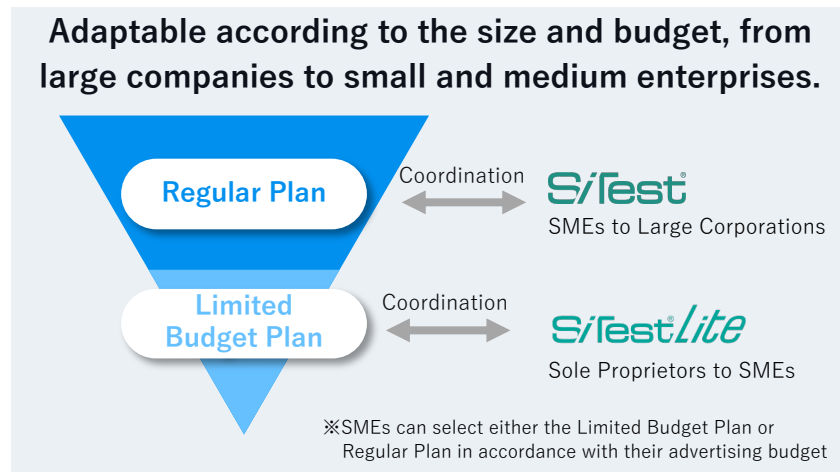 Adaptable according to the size and budget, from
large companies to small and medium enterprises.
Regular Plan
Coordination
SiTest®
SMEs to Large Corporations
Limited
Budget Plan
Coordination
SiTest® Lite
Sole Proprietors to SMEs
※SMEs can select either the Limited Budget Plan or
Regular Plan in accordance with their advertising budget